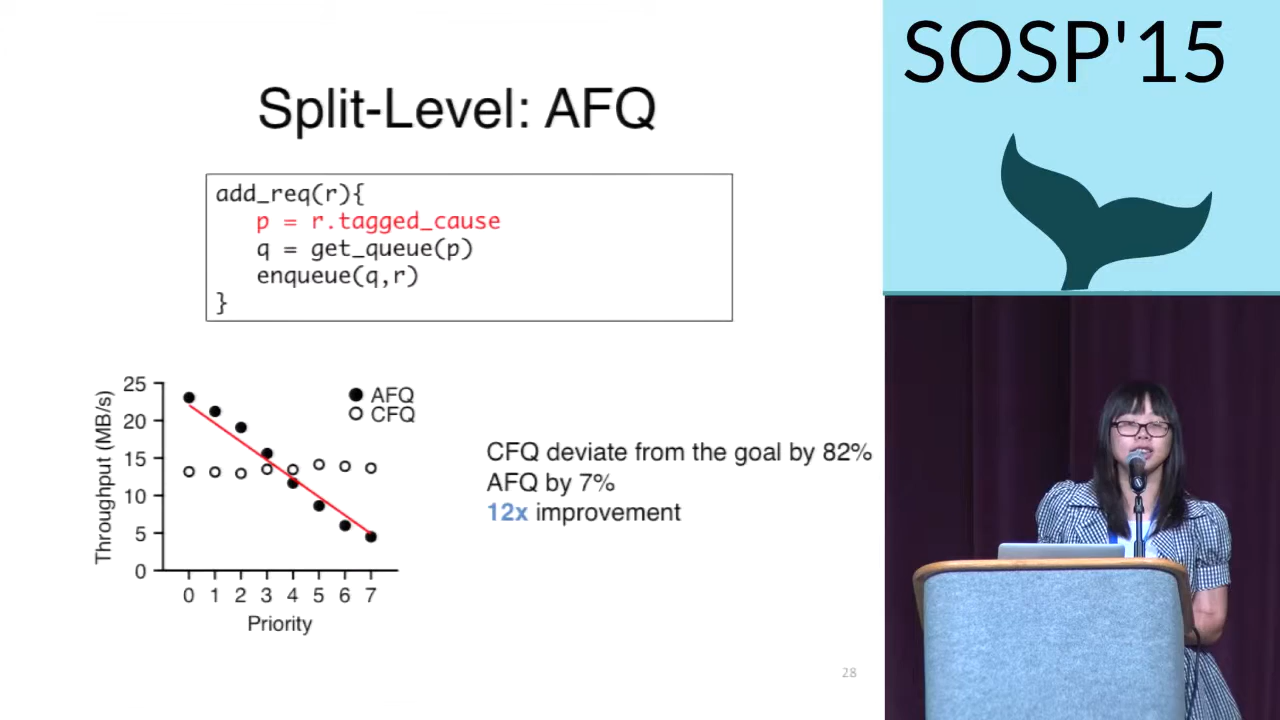 SOSP'15
Split-Level: AFQ
add_req(r){
p = r.tagged_cause
q = get_queue(p)
enqueue(q,r)
}
Throughput (MB/s)
25
20
15
10
5
0
AFQ
CFQ
0 1 2 3 4 5 6 7
Priority
CFQ deviate from the goal by 82%
AFQ by 7%
12x improvement
28